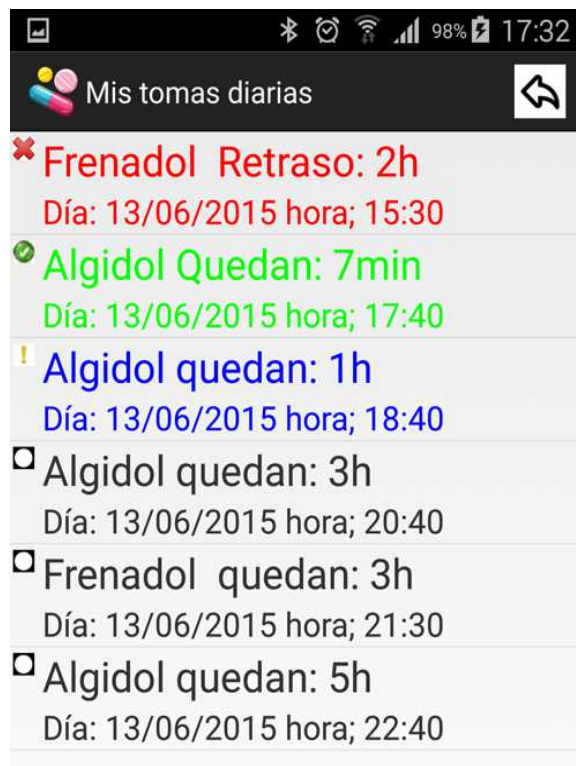 98% 17:32
Mis tomas diarias
Frenadol Retraso: 2h
Día: 13/06/2015 hora; 15:30
Algidol Quedan: 7min
Día: 13/06/2015 hora; 17:40
Algidol quedan: 1h
Día: 13/06/2015 hora; 18:40
Algidol quedan: 3h
Día: 13/06/2015 hora; 20:40
Frenadol quedan: 3h
Día: 13/06/2015 hora; 21:30
Algidol quedan: 5h
Día: 13/06/2015 hora; 22:40